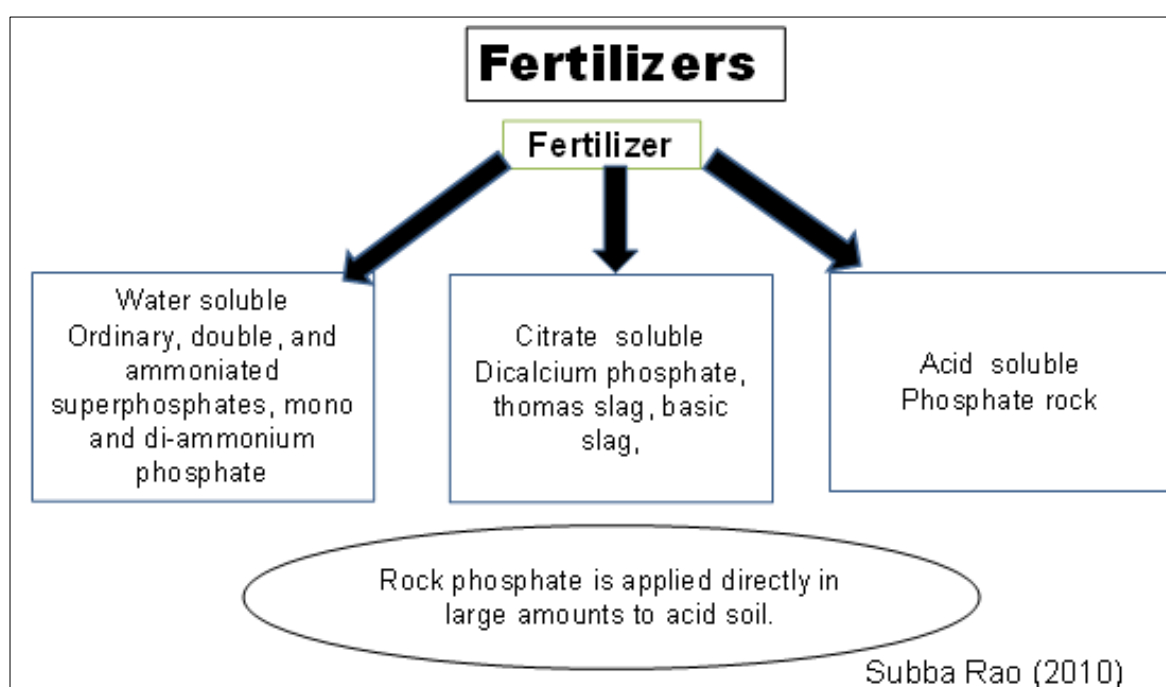 Fertilizers
Fertilizer
Water soluble
Ordinary, double, and
ammoniated
superphosphates, mono
and di-ammonium
phosphate
Citrate soluble
Dicalcium phosphate,
thomas slag, basic
slag,
Acid soluble
Phosphate rock
Rock phosphate is applied directly in
large amounts to acid soil.
Subba Rao (2010)